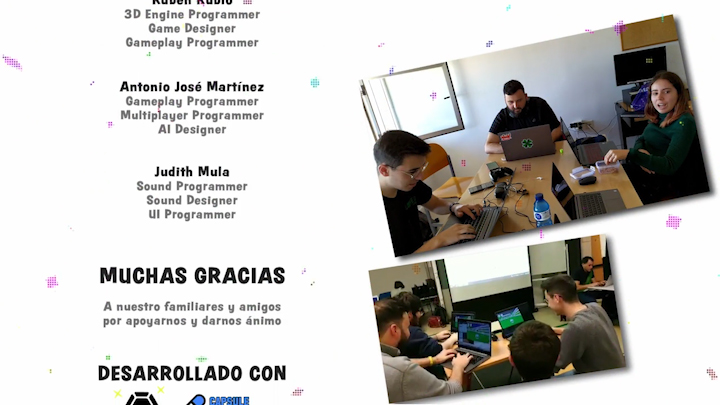 Rubén Rubio
3D Engine Programmer
Game Designer
Gameplay Programmer
Antonio José Martínez
Gameplay Programmer
Multiplayer Programmer
AI Designer
Judith Mula
Sound Programmer
Sound Designer
UI Programmer
MUCHAS GRACIAS
A nuestro familiares y amigos
por apoyarnos y darnos ánimo
DESARROLLADO CON
CAPSULE